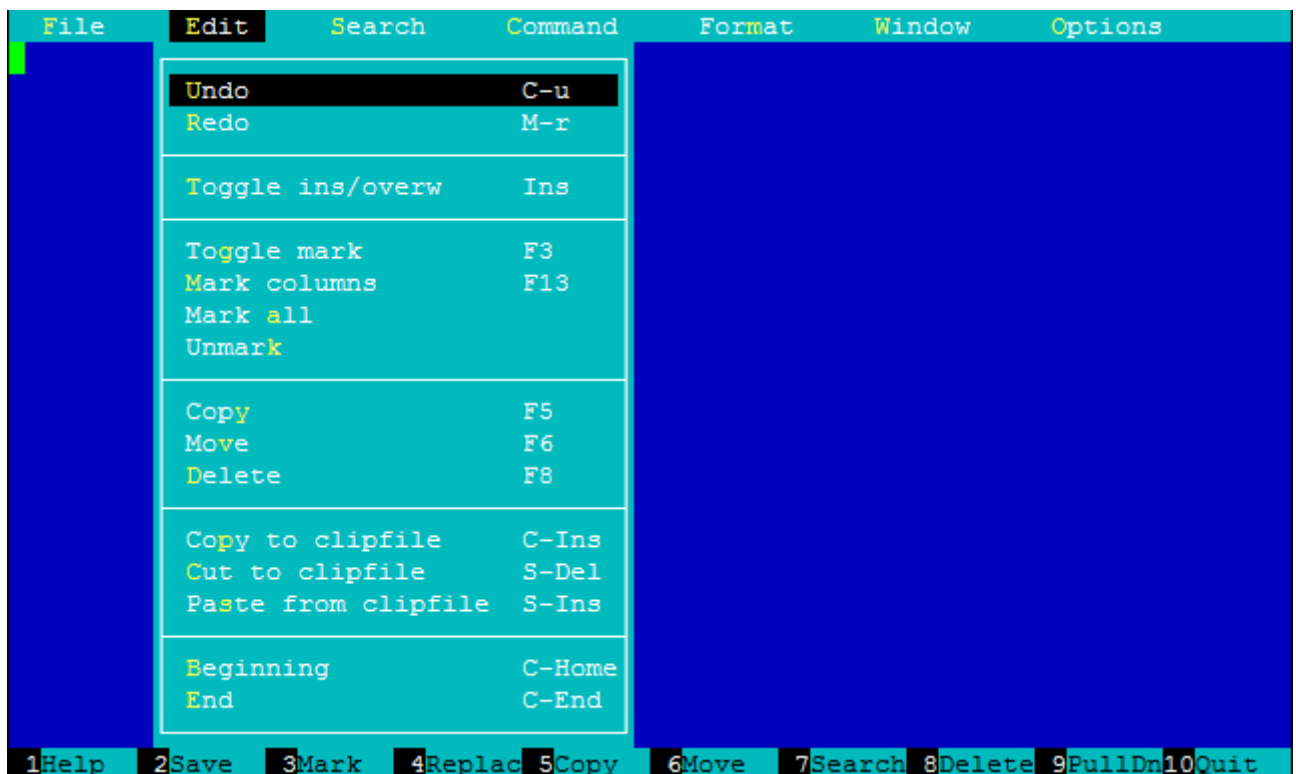 File Edit Search Command Format Window Options
Undo C-u
Redo M-r
Toggle ins/overw Ins
Toggle mark F3
Mark columns F13
Mark all
Unmark
Copy F5
Move F6
Delete F8
Copy to clipfile C-Ins
Cut to clipfile S-Del
Paste from clipfile S-Ins
Beginning C-Home
End C-End
1Help 2Save 3Mark 4Replac 5Copy 6Move 7Search 8Delete 9PullDn 10Quit